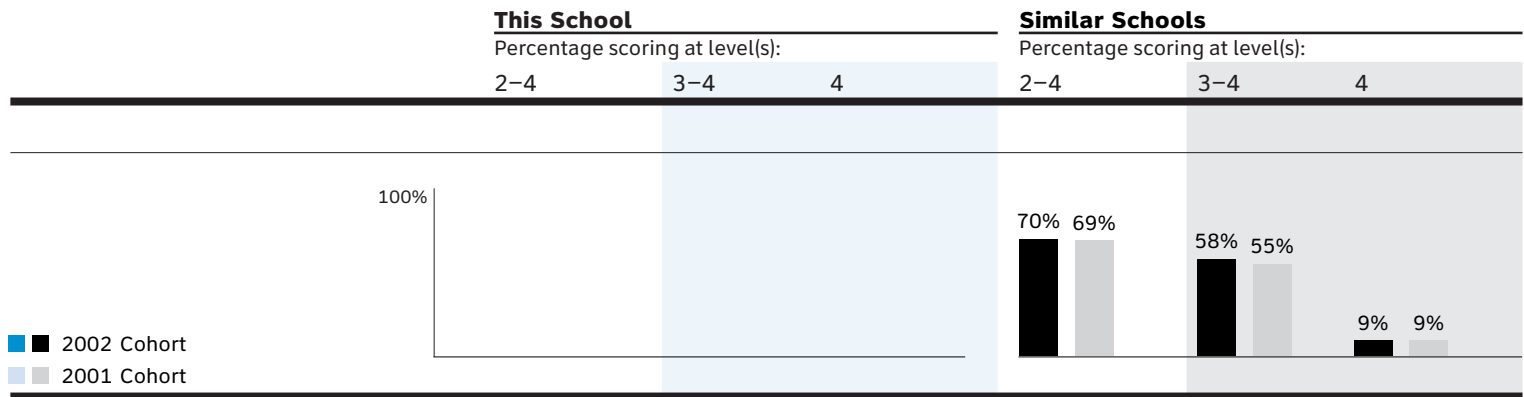 This School
Similar Schools
Percentage scoring at level(s):
Percentage scoring at level(s):
2–4 3–4 4
2–4 3–4 4
100%
70% 69%
58% 55%
9% 9%
2002 Cohort
2001 Cohort